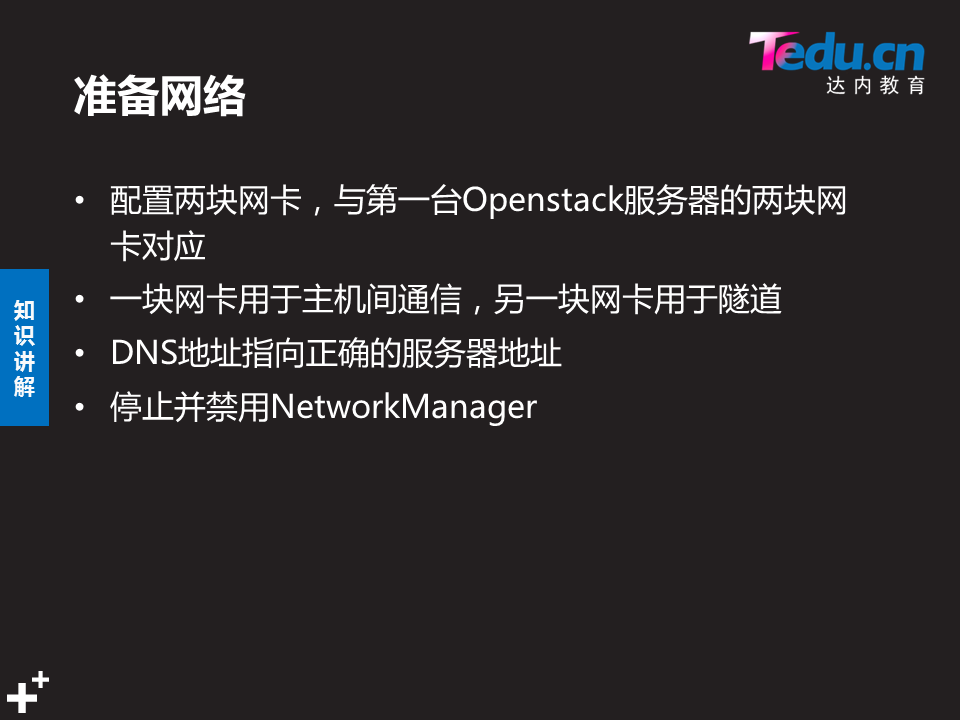 Tedu.cn
达内教育
准备网络
• 配置两块网卡，与第一台Openstack服务器的两块网
卡对应
• 一块网卡用于主机间通信，另一块网卡用于隧道
• DNS地址指向正确的服务器地址
• 停止并禁用NetworkManager
知
识
讲
解